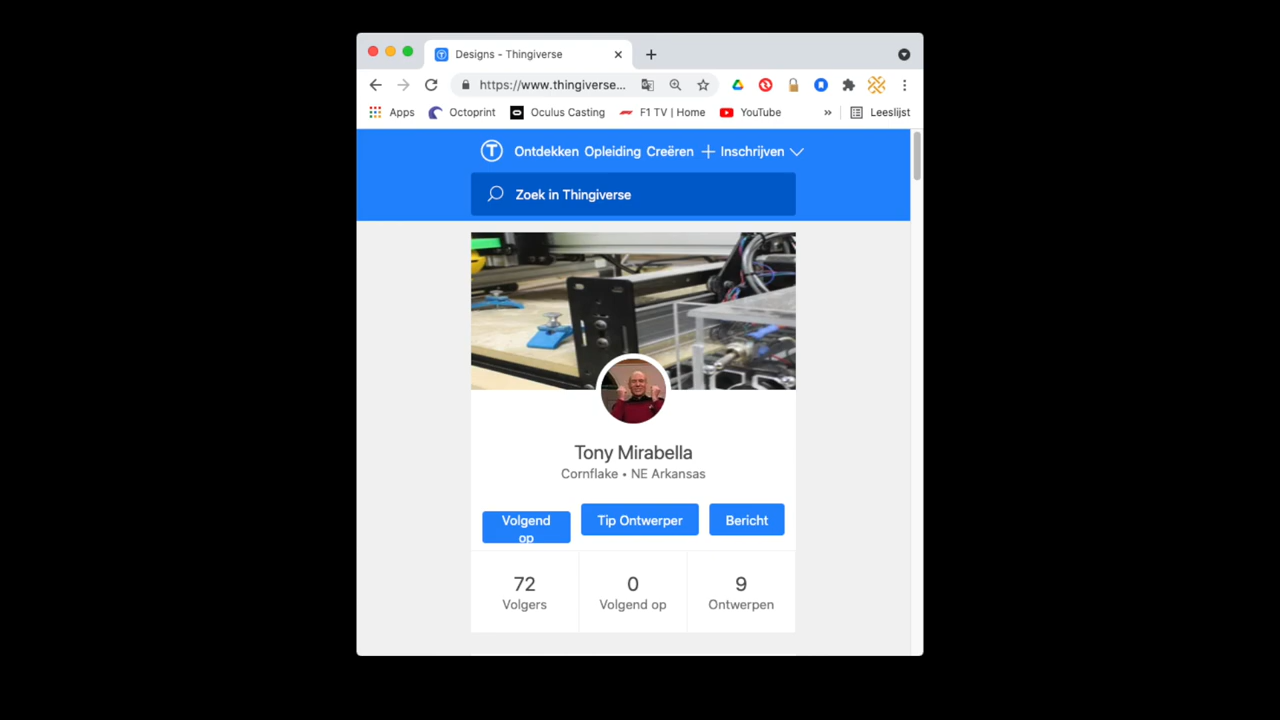 Designs - Thingiverse
https://www.thingiverse...
Apps Octoprint Oculus Casting F1 TV | Home YouTube » Leeslijst
Ontdekken Opleiding Creëren Inschrijven
Zoek in Thingiverse
Tony Mirabella
Cornflake • NE Arkansas
Volgend
op
Tip Ontwerper
Bericht
72
Volgers
0
Volgend op
9
Ontwerpen